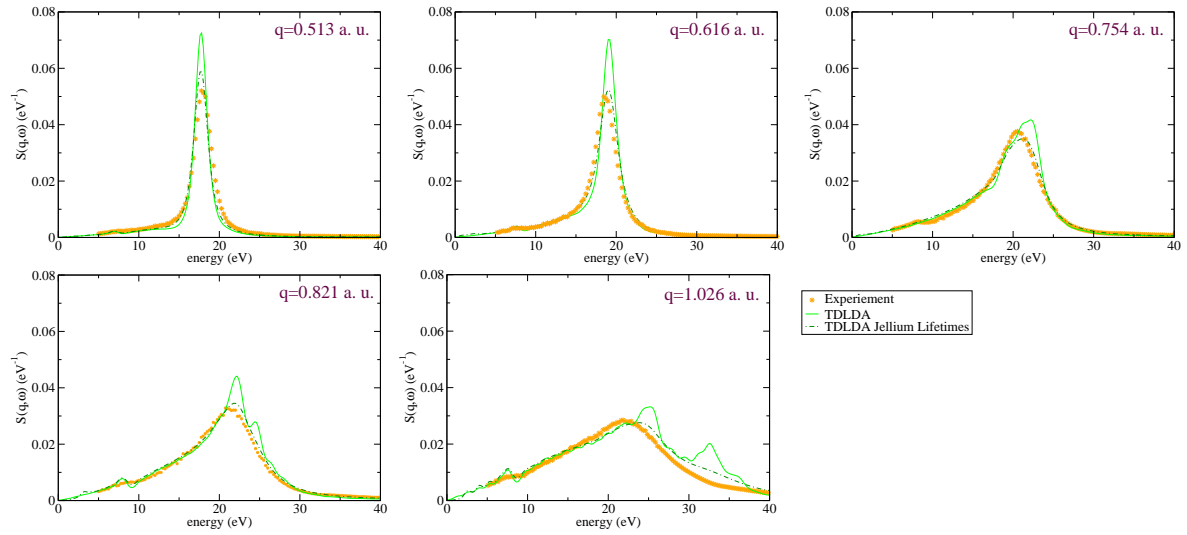 0.08
0.06
0.04
0.02
0
S(q,ω) (eV⁻¹)
q=0.513 a. u.
0 10 20 30 40
energy (eV)
0.08
0.06
0.04
0.02
0
S(q,ω) (eV⁻¹)
q=0.616 a. u.
0 10 20 30 40
energy (eV)
0.08
0.06
0.04
0.02
0
S(q,ω) (eV⁻¹)
q=0.754 a. u.
0 10 20 30 40
energy (eV)
0.08
0.06
0.04
0.02
0
S(q,ω) (eV⁻¹)
q=0.821 a. u.
0 10 20 30 40
energy (eV)
0.08
0.06
0.04
0.02
0
S(q,ω) (eV⁻¹)
q=1.026 a. u.
0 10 20 30 40
energy (eV)
Experiement
TDLDA
TDLDA Jellium Lifetimes